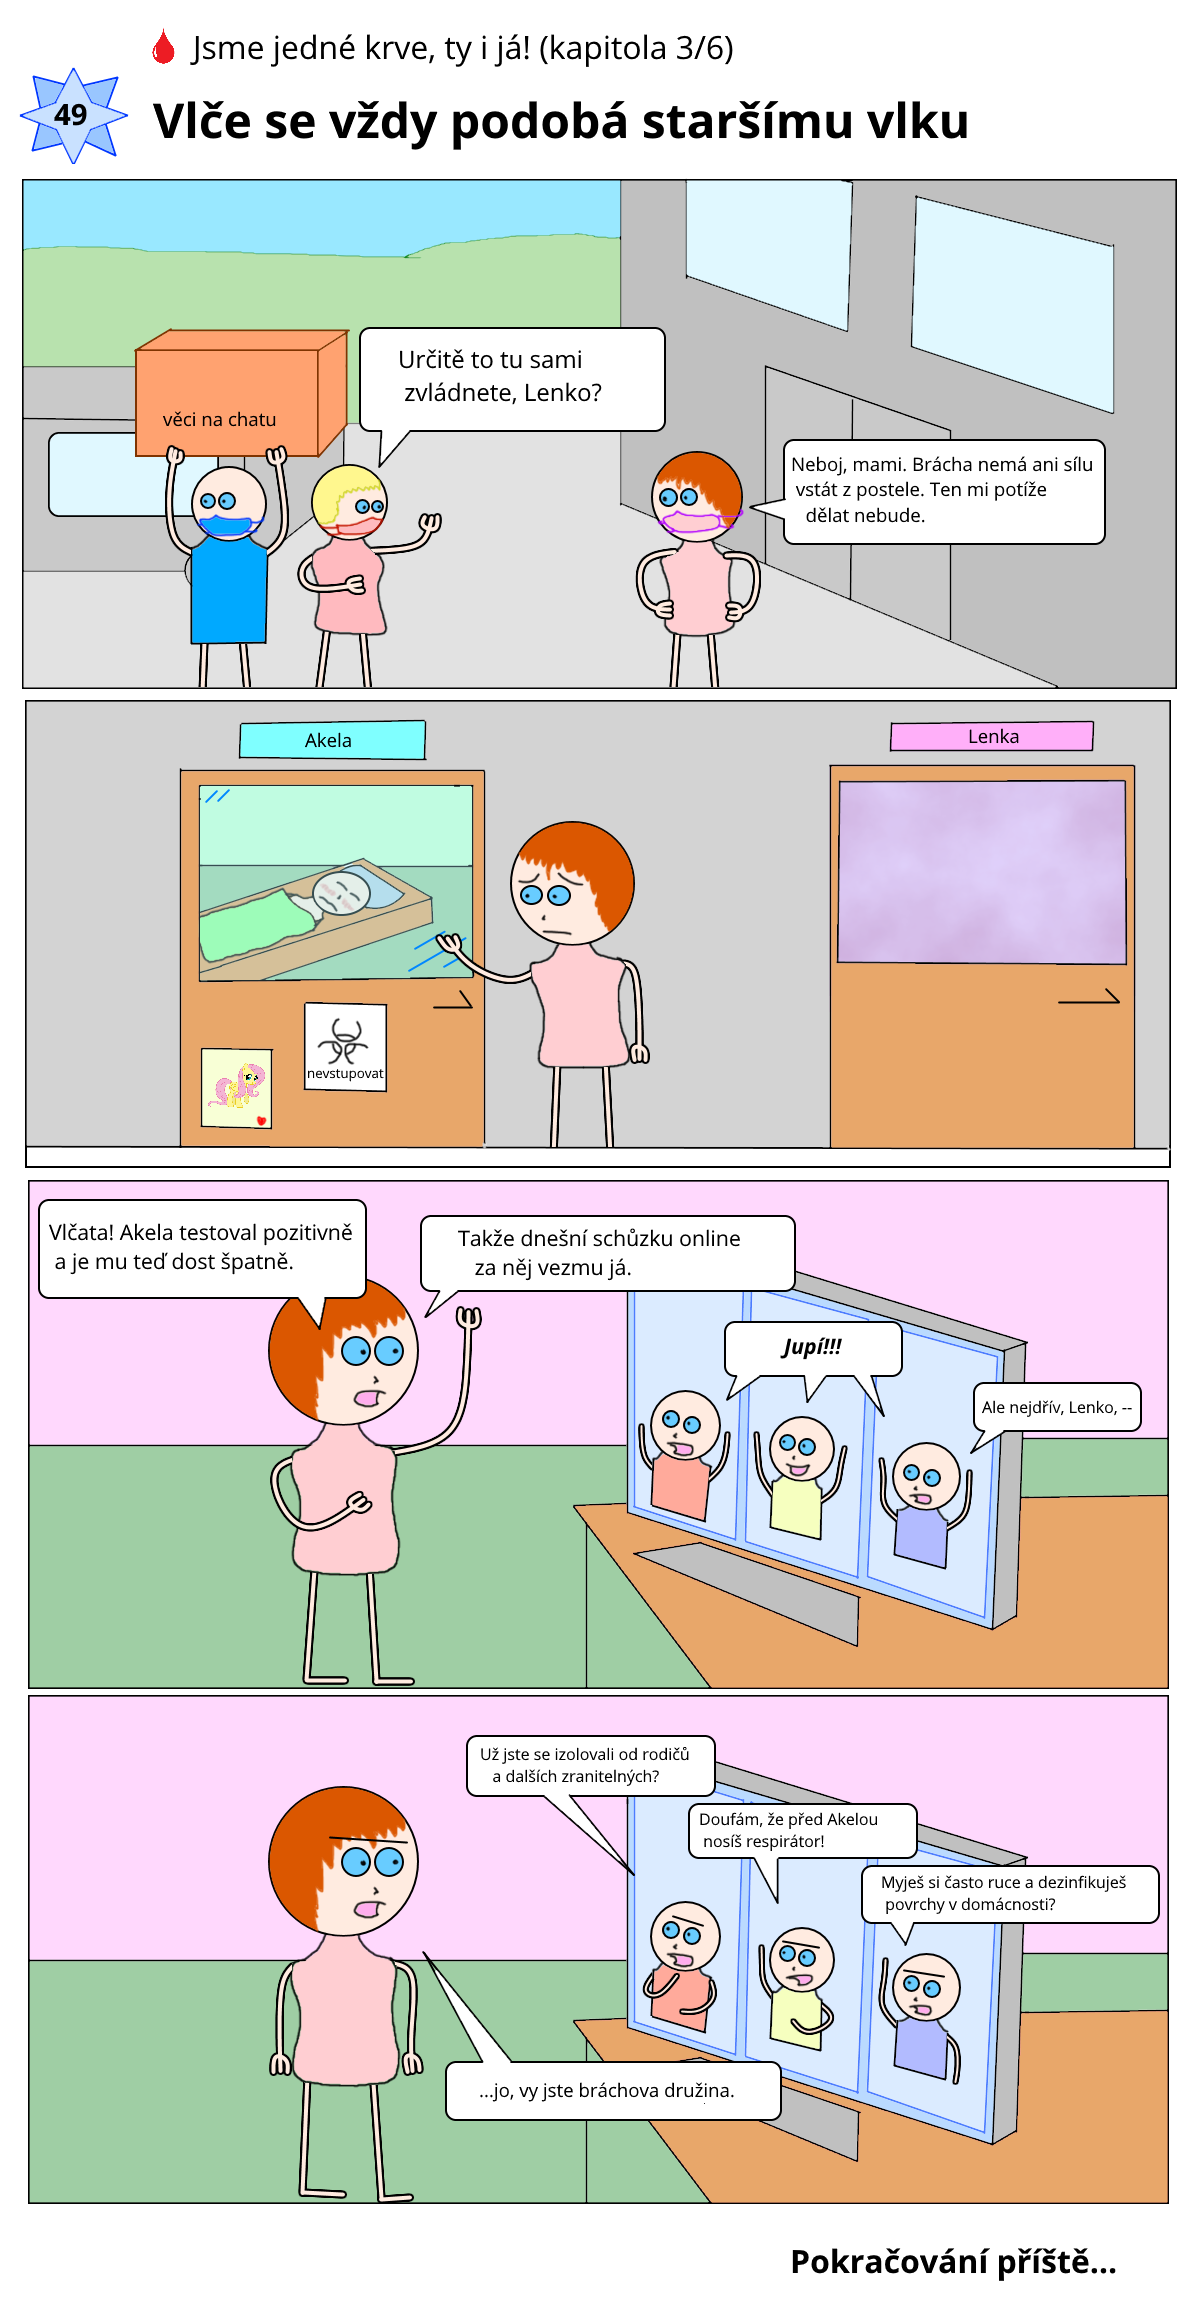 Jsme jedné krve, ty i já! (kapitola 3/6)
49
Vlče se vždy podobá staršímu vlku
věci na chatu
Určitě to tu sami
zvládnete, Lenko?
Neboj, mami. Brácha nemá ani sílu
vstát z postele. Ten mi potíže
dělat nebude.
Akela
Lenka
nevstupovat
Vlčata! Akela testoval pozitivně
a je mu teď dost špatně.
Takže dnešní schůzku online
za něj vezmu já.
Jupí!!!
Ale nejdřív, Lenko, --
Už jste se izolovali od rodičů
a dalších zranitelných?
Doufám, že před Akelou
nosíš respirátor!
Myješ si často ruce a dezinfikuješ
povrchy v domácnosti?
...jo, vy jste bráchova družina.
Pokračování příště...